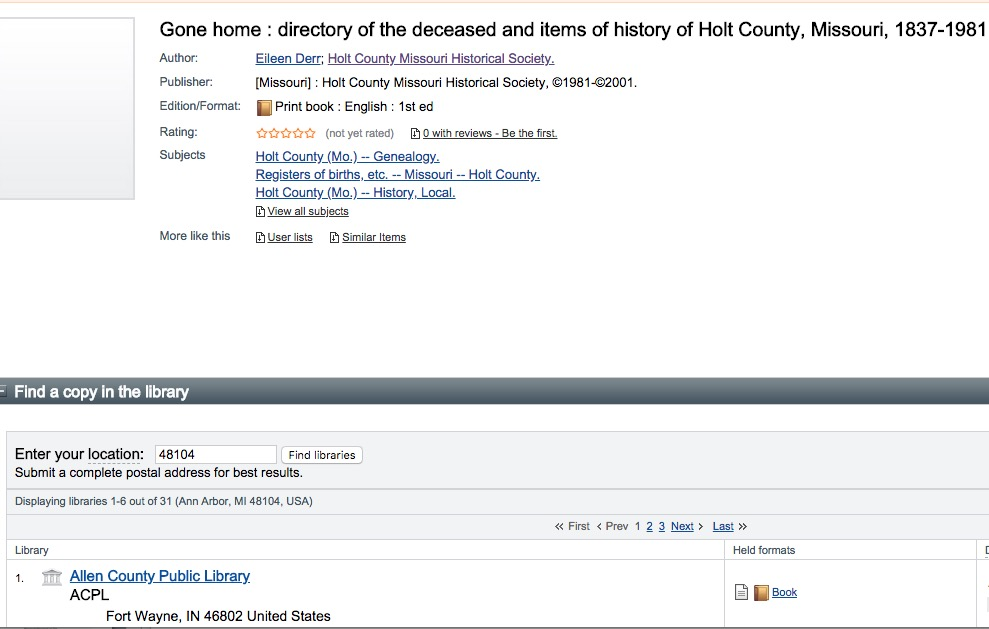 Gone home : directory of the deceased and items of history of Holt County, Missouri, 1837-1981
Author: Eileen Derr; Holt County Missouri Historical Society.
Publisher: [Missouri] : Holt County Missouri Historical Society, ©1981-©2001.
Edition/Format: Print book : English : 1st ed
Rating: (not yet rated) 0 with reviews - Be the first.
Subjects Holt County (Mo.) -- Genealogy.
Registers of births, etc. -- Missouri -- Holt County.
Holt County (Mo.) -- History, Local.
View all subjects
More like this User lists Similar Items
Find a copy in the library
Enter your location: 48104 Find libraries
Submit a complete postal address for best results.
Displaying libraries 1-6 out of 31 (Ann Arbor, MI 48104, USA)
« First ‹ Prev 1 2 3 Next › Last »
Library Held formats
1. Allen County Public Library
ACPL
Book
Fort Wayne, IN 46802 United States